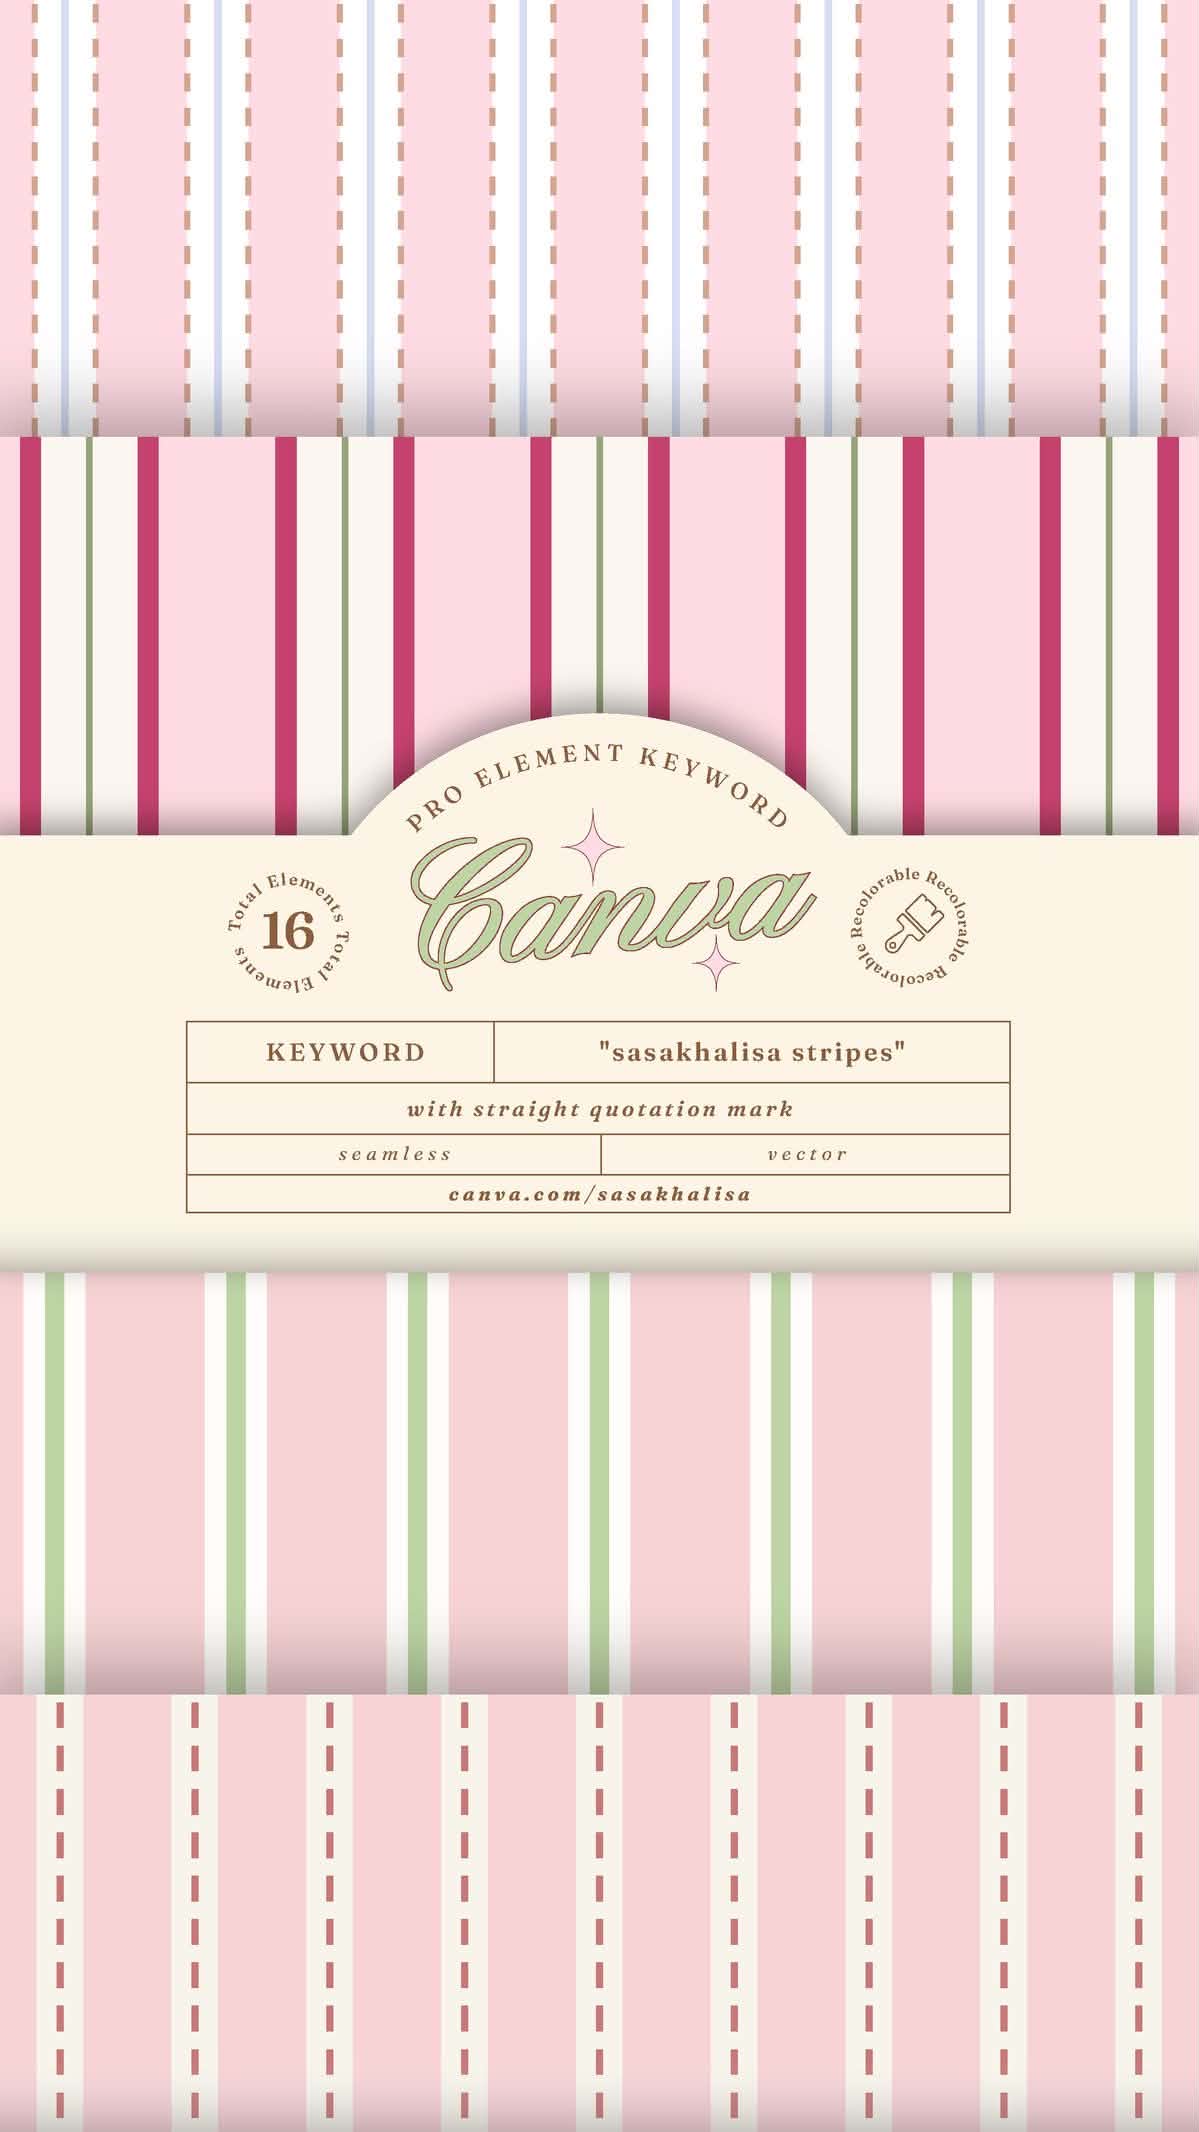 PRO ELEMENT KEYWORD
Canva
Total Elements Total Elements
16
Recolorable Recolorable Recolorable
KEYWORD
"sasakhalisa stripes"
with straight quotation mark
seamless
vector
canva.com/sasakhalisa